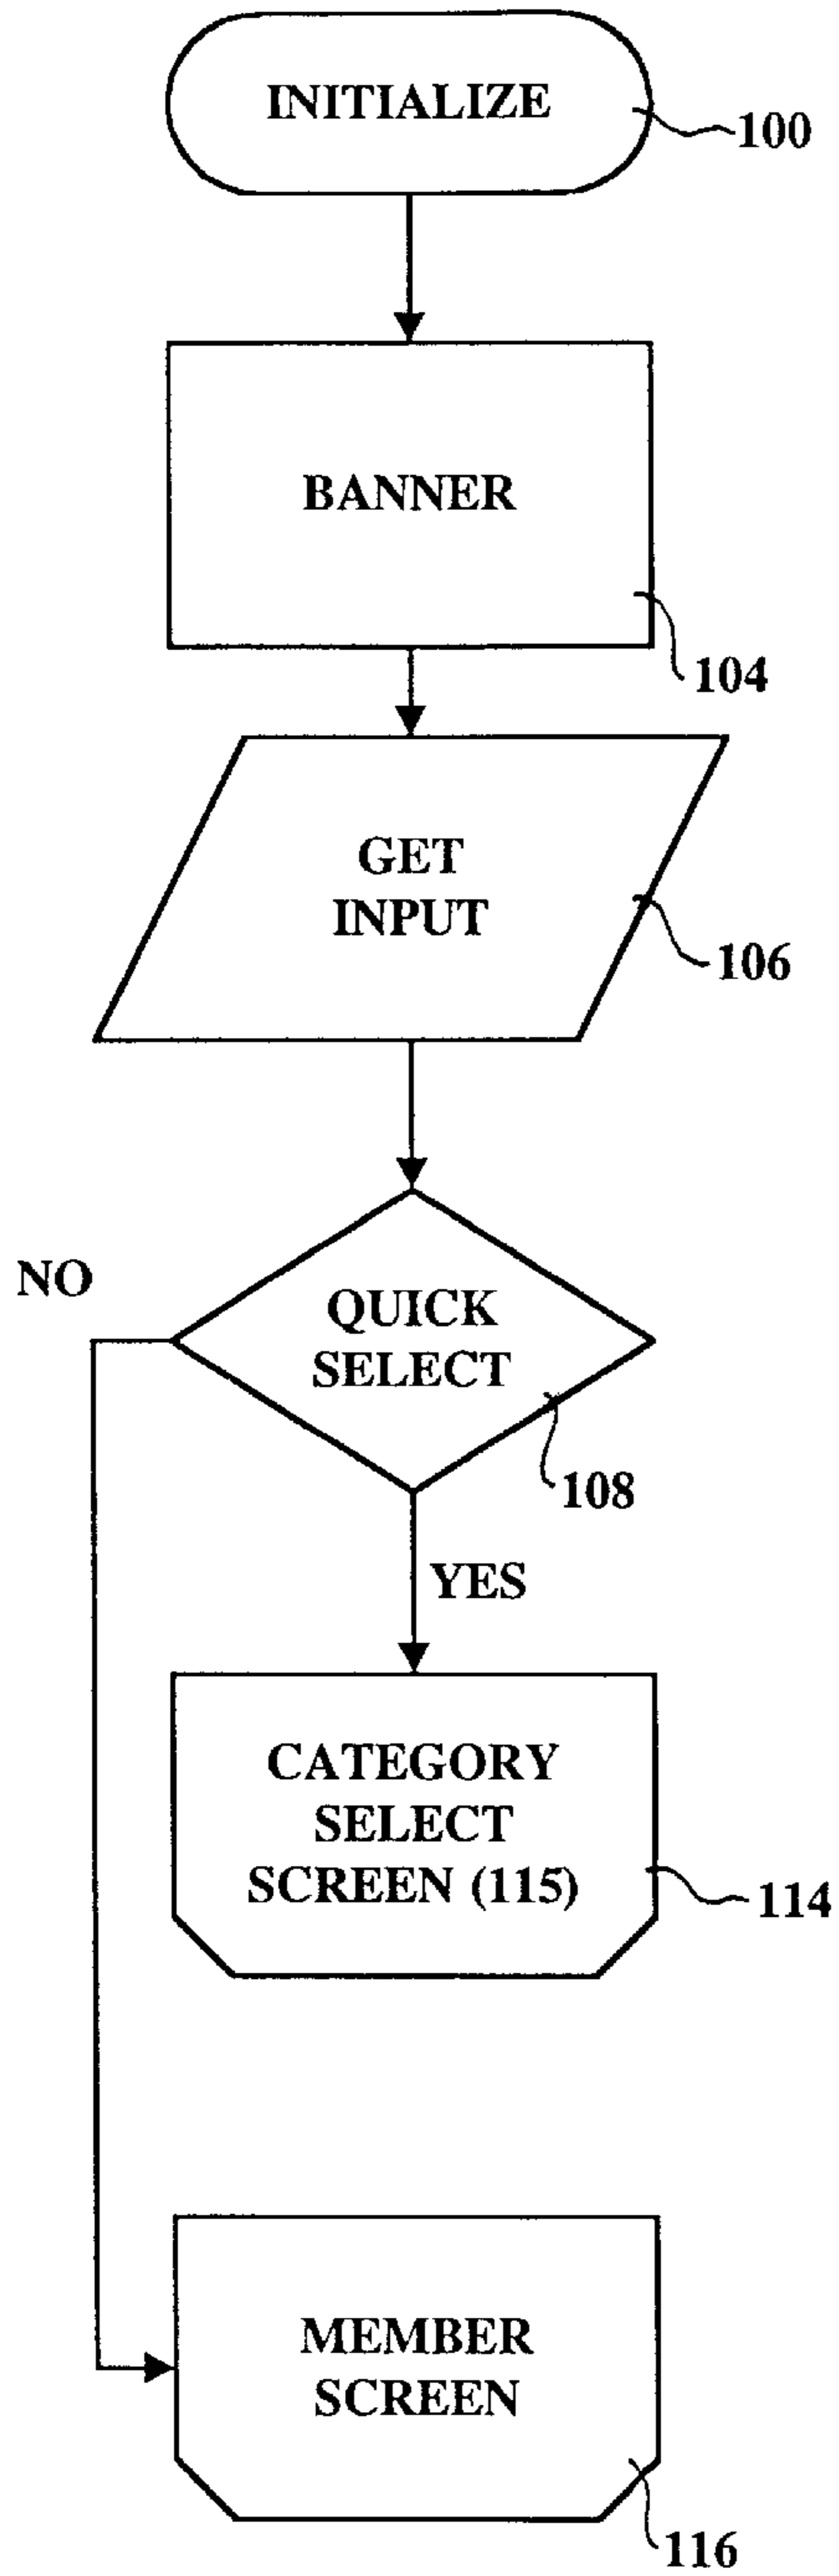 INITIALIZE
100
BANNER
104
GET
INPUT
106
NO
QUICK
SELECT
108
YES
CATEGORY
SELECT
SCREEN (115)
114
MEMBER
SCREEN
116